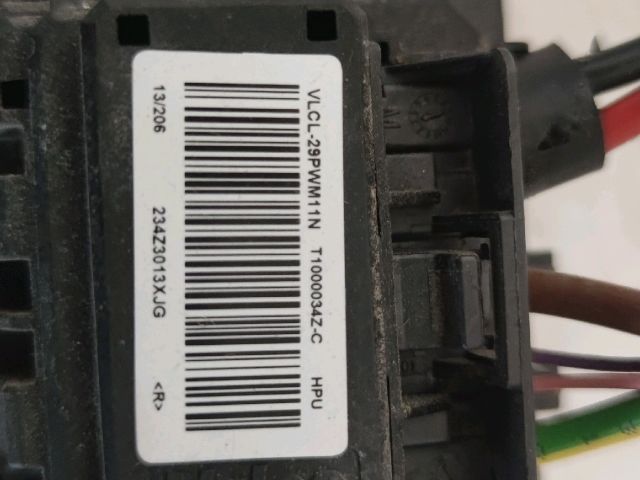 VLCL-29PWM11N T1000034Z-C HPU
13/206 234Z3013XJG <R>